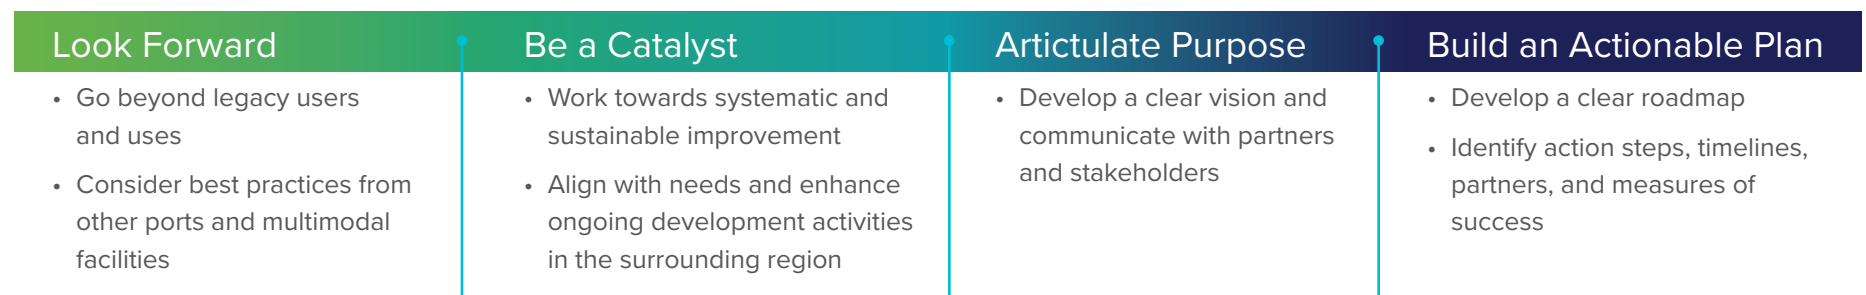 Look Forward
• Go beyond legacy users
and uses
• Consider best practices from
other ports and multimodal
facilities
Be a Catalyst
• Work towards systematic and
sustainable improvement
• Align with needs and enhance
ongoing development activities
in the surrounding region
Artictulate Purpose
• Develop a clear vision and
communicate with partners
and stakeholders
Build an Actionable Plan
• Develop a clear roadmap
• Identify action steps, timelines,
partners, and measures of
success